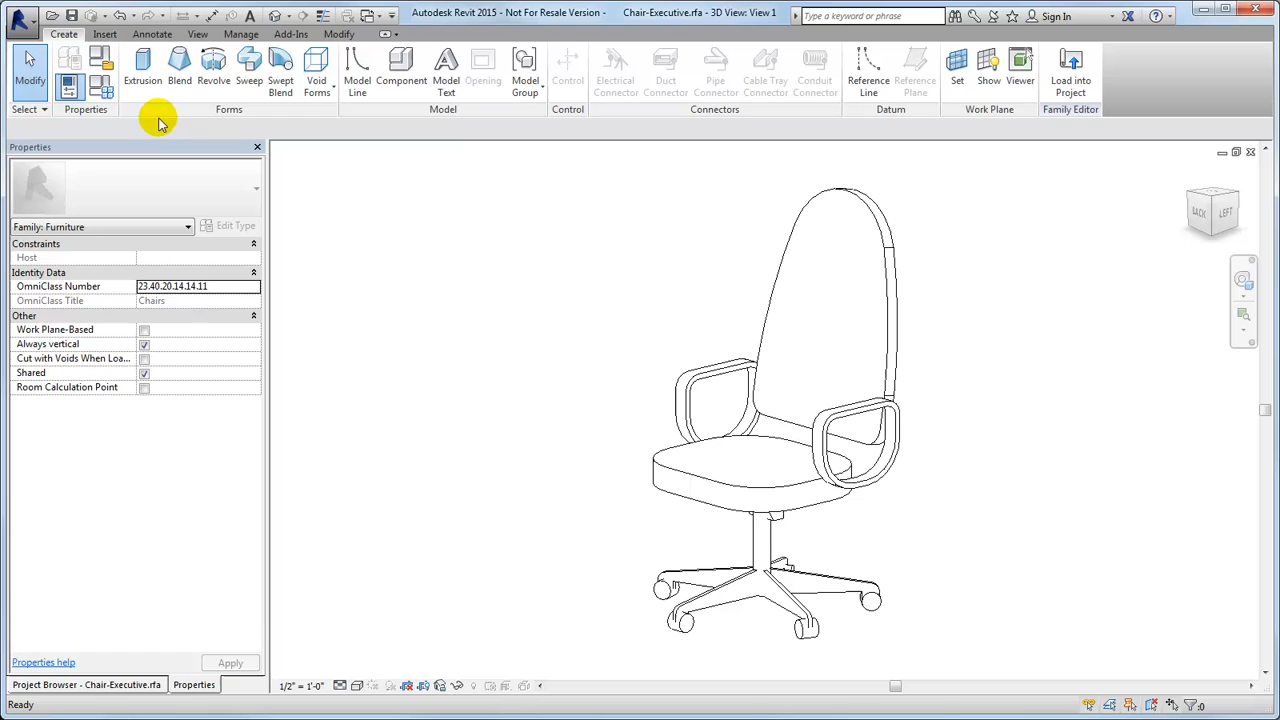 Autodesk Revit 2015 - Not For Resale Version - Chair-Executive.rfa - 3D View: View 1
Type a keyword or phrase
Sign In
Create Insert Annotate View Manage Add-Ins Modify
Modify
Extrusion Blend Revolve Sweep Swept Blend Void Forms
Model Line Component Model Text Opening Model Group
Control
Electrical Connector Duct Connector Pipe Connector Cable Tray Connector Conduit Connector
Reference Line Reference Plane
Set Show Viewer
Load into Project
Select Properties Forms Model Control Connectors Datum Work Plane Family Editor
Properties
Family: Furniture Edit Type
Constraints
Host
Identity Data
OmniClass Number 23.40.20.14.14.11
OmniClass Title Chairs
Other
Work Plane-Based
Always vertical
Cut with Voids When Loa...
Shared
Room Calculation Point
BACK LEFT
Properties help Apply
Project Browser - Chair-Executive.rfa Properties
1/2" = 1'-0"
Ready
:0